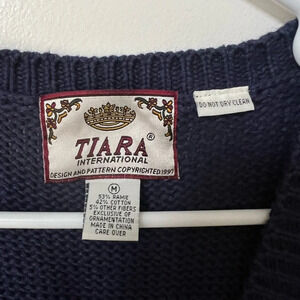 TIARA®
INTERNATIONAL
DESIGN AND PATTERN COPYRIGHTED 1997
DO NOT DRY CLEAN
M
53% RAMIE
42% COTTON
5% OTHER FIBERS
EXCLUSIVE OF
ORNAMENTATION
MADE IN CHINA
CARE OVER